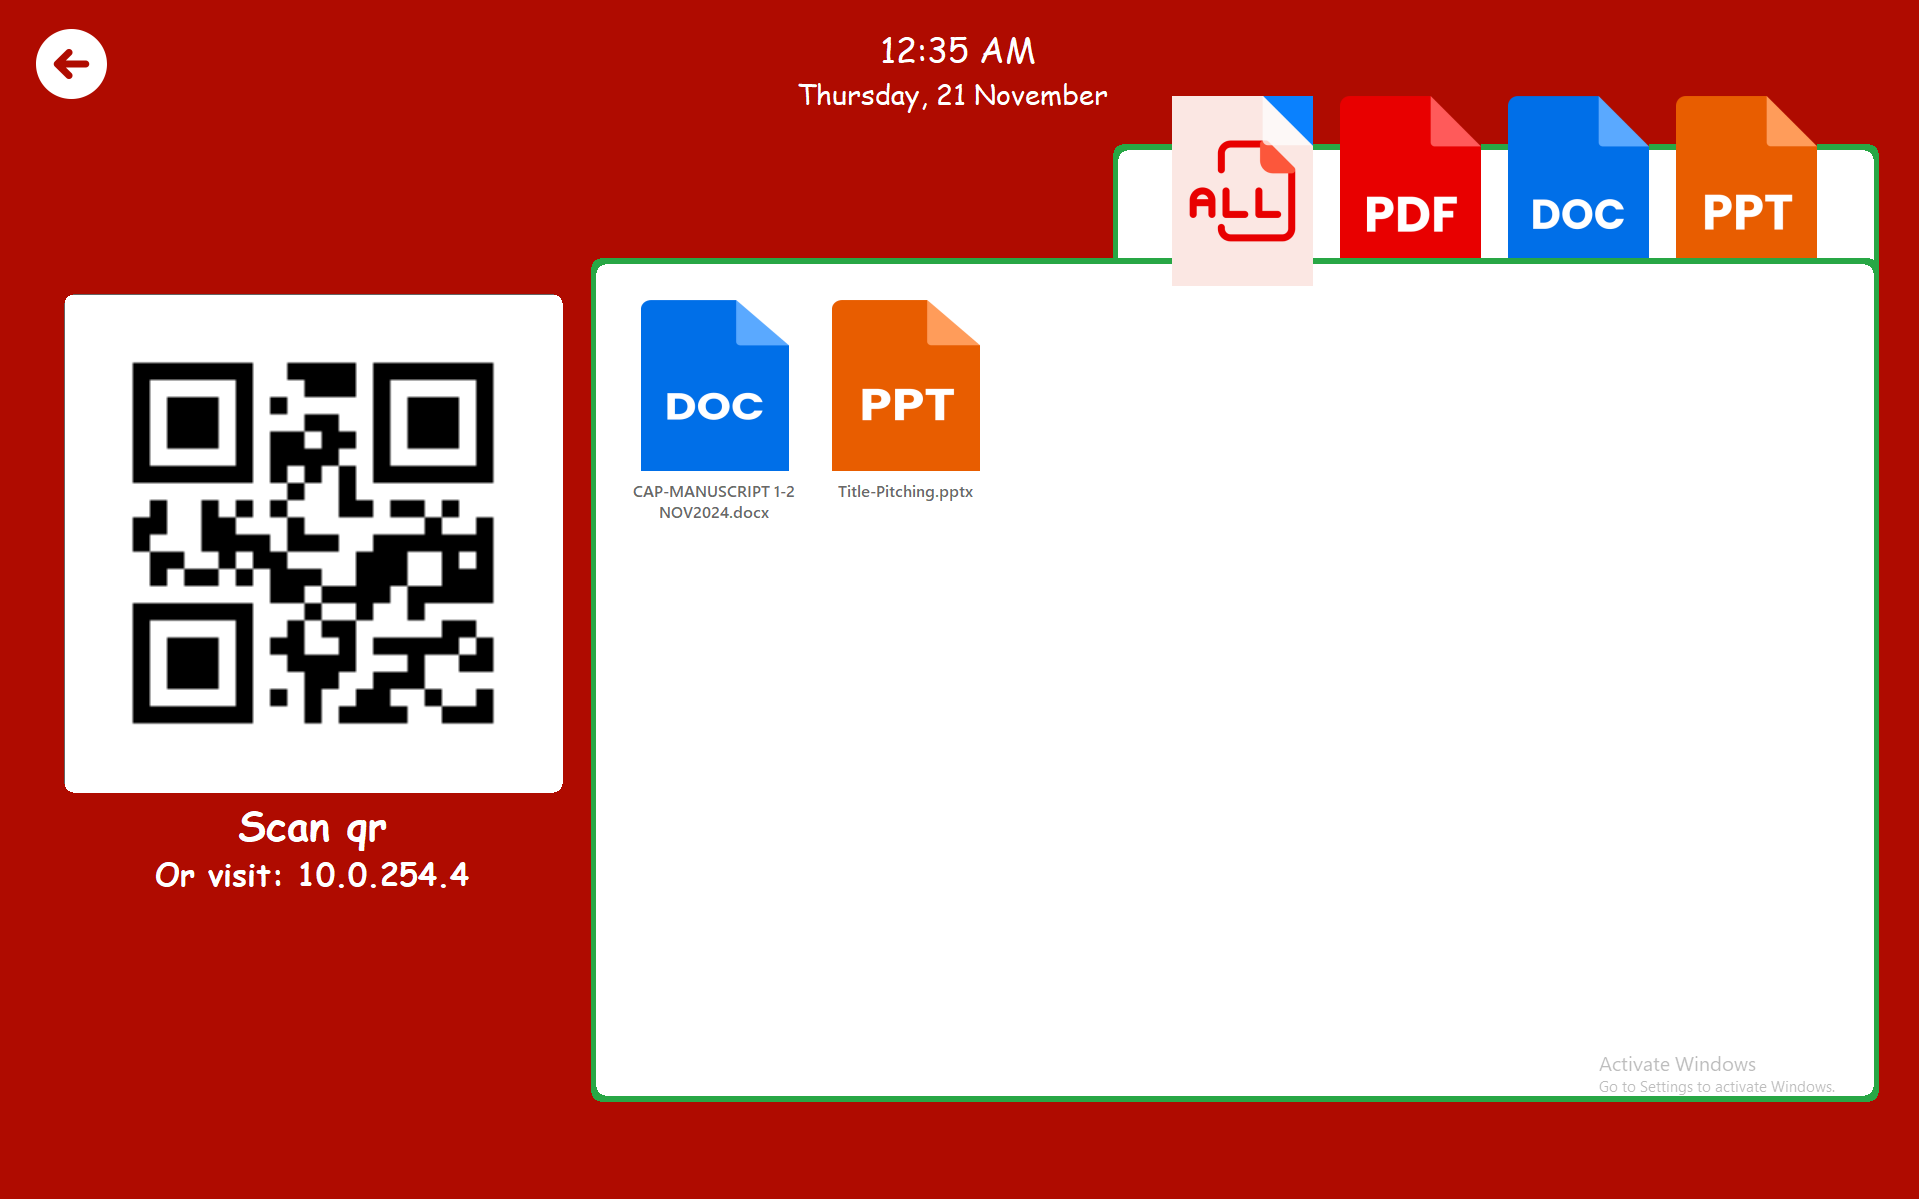 12:35 AM
Thursday, 21 November
ALL
PDF
DOC
PPT
DOC
PPT
CAP-MANUSCRIPT 1-2
NOV2024.docx
Title-Pitching.pptx
Scan qr
Or visit: 10.0.254.4
Activate Windows
Go to Settings to activate Windows.